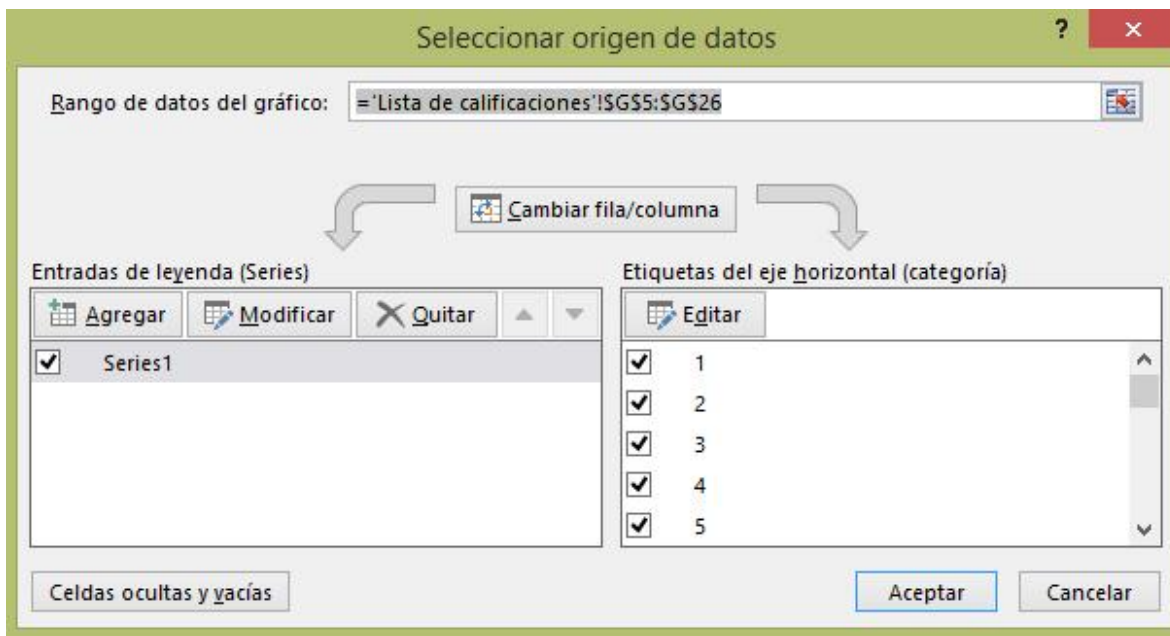 Seleccionar origen de datos
?
Rango de datos del gráfico: ='Lista de calificaciones'!$G$5:$G$26
Cambiar fila/columna
Entradas de leyenda (Series)
Agregar Modificar Quitar
Series1
Etiquetas del eje horizontal (categoría)
Editar
1
2
3
4
5
Celdas ocultas y vacías
Aceptar Cancelar